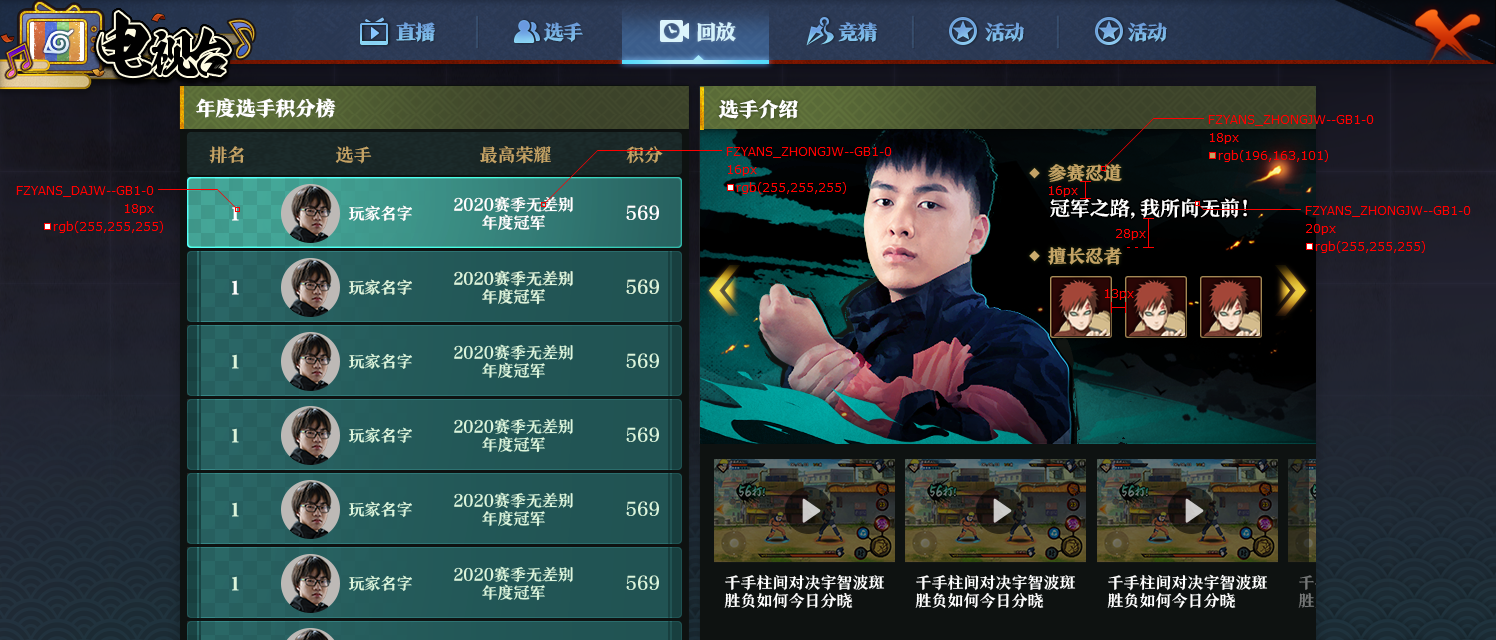 电视台
直播
选手
回放
竞猜
活动
活动
年度选手积分榜
排名
选手
最高荣耀
积分
FZYANS_DAJW--GB1-0
18px
rgb(255,255,255)
FZYANS_ZHONGJW--GB1-0
16px
rgb(255,255,255)
1
玩家名字
2020赛季无差别
年度冠军
569
1
玩家名字
2020赛季无差别
年度冠军
569
1
玩家名字
2020赛季无差别
年度冠军
569
1
玩家名字
2020赛季无差别
年度冠军
569
1
玩家名字
2020赛季无差别
年度冠军
569
1
玩家名字
2020赛季无差别
年度冠军
569
选手介绍
FZYANS_ZHONGJW--GB1-0
18px
rgb(196,163,101)
参赛忍道
16px
冠军之路,我所向无前!
FZYANS_ZHONGJW--GB1-0
20px
rgb(255,255,255)
28px
擅长忍者
13px
56打!
56打!
56打!
千手柱间对决宇智波斑
胜负如何今日分晓
千手柱间对决宇智波斑
胜负如何今日分晓
千手柱间对决宇智波斑
胜负如何今日分晓
千
胜